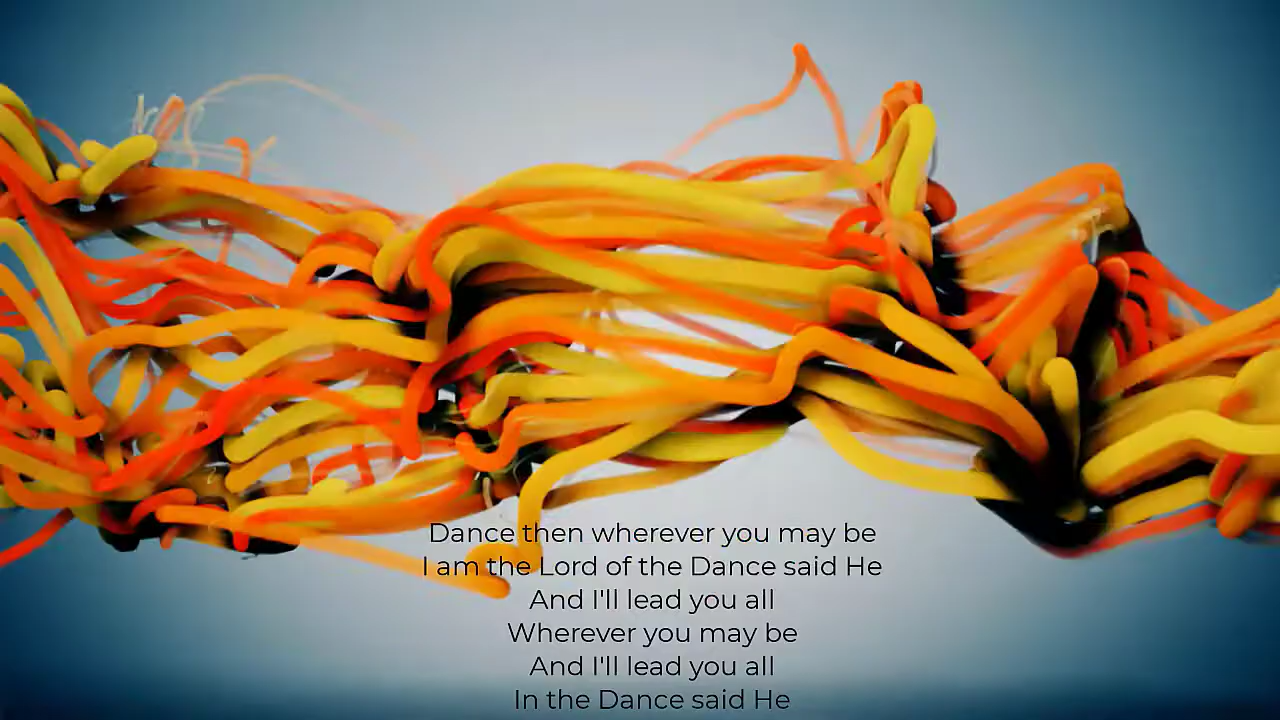 Dance then wherever you may be
I am the Lord of the Dance said He
And I'll lead you all
Wherever you may be
And I'll lead you all
In the Dance said He